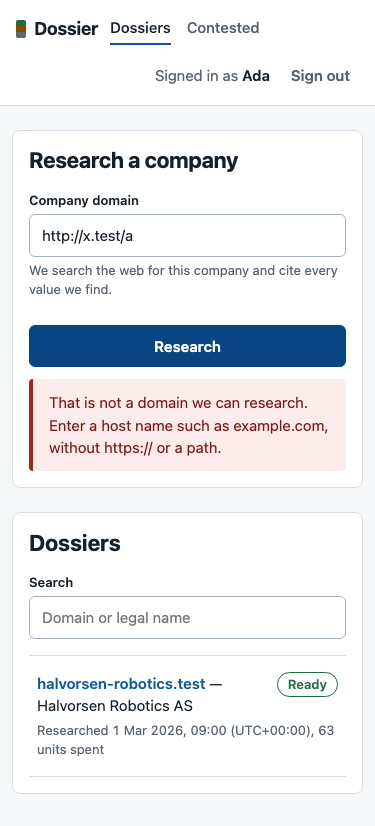 Dossier Dossiers Contested
Signed in as Ada Sign out
Research a company
Company domain
http://x.test/a
We search the web for this company and cite every
value we find.
Research
That is not a domain we can research.
Enter a host name such as example.com,
without https:// or a path.
Dossiers
Search
Domain or legal name
halvorsen-robotics.test — Ready
Halvorsen Robotics AS
Researched 1 Mar 2026, 09:00 (UTC+00:00), 63
units spent